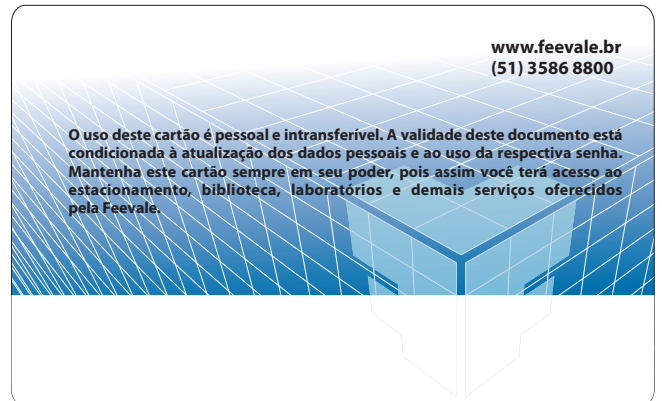 www.feevale.br
(51) 3586 8800
O uso deste cartão é pessoal e intransferível. A validade deste documento está
condicionada à atualização dos dados pessoais e ao uso da respectiva senha.
Mantenha este cartão sempre em seu poder, pois assim você terá acesso ao
estacionamento, biblioteca, laboratórios e demais serviços oferecidos
pela Feevale.